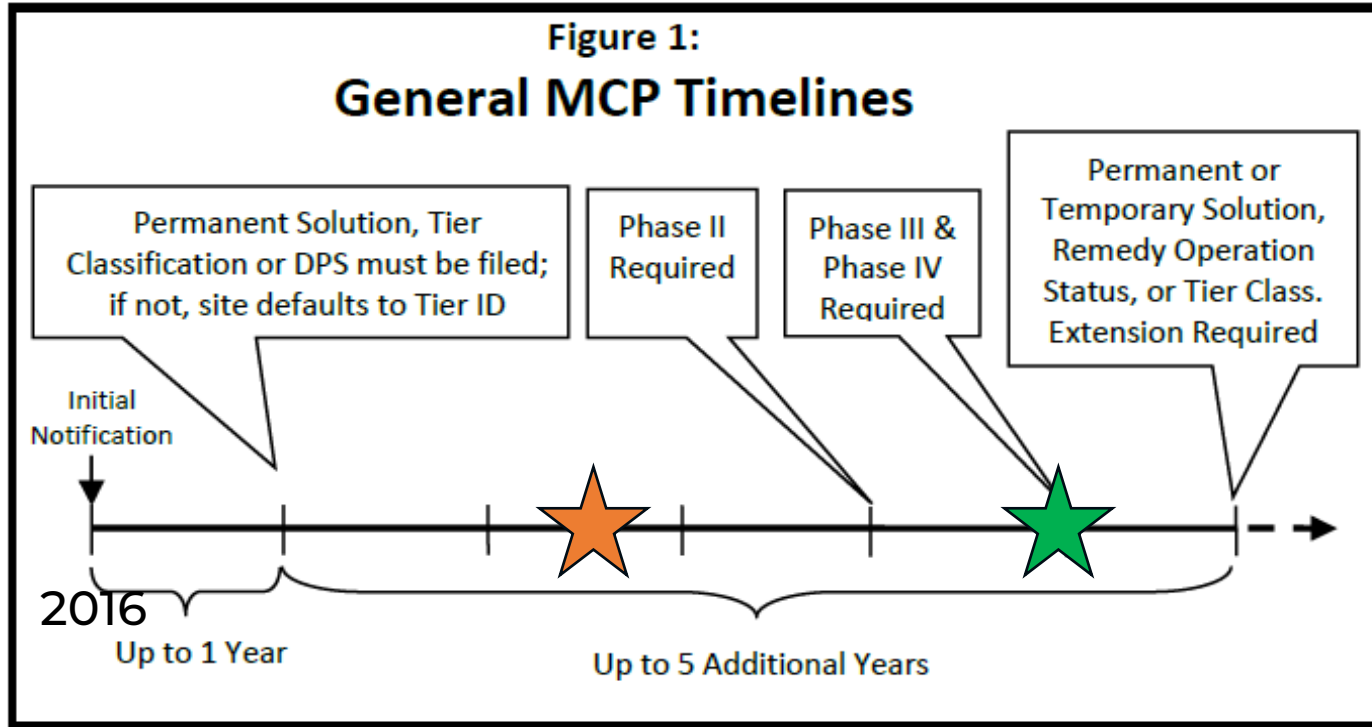 Figure 1:
General MCP Timelines
Permanent Solution, Tier
Classification or DPS must be filed;
if not, site defaults to Tier ID
Phase II
Required
Phase III &
Phase IV
Required
Permanent or
Temporary Solution,
Remedy Operation
Status, or Tier Class.
Extension Required
Initial
Notification
2016
Up to 1 Year
Up to 5 Additional Years